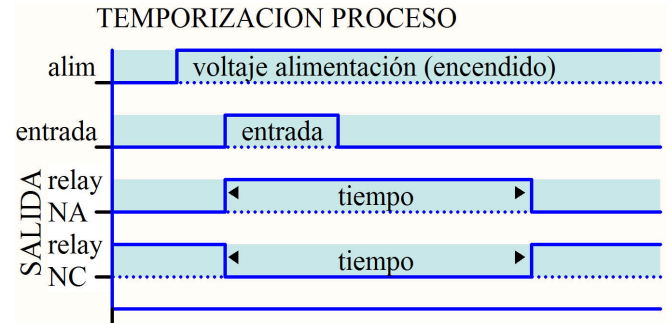 TEMPORIZACION PROCESO
alim
voltaje alimentación (encendido)
entrada
entrada
SALIDA
relay
NA
tiempo
relay
NC
tiempo